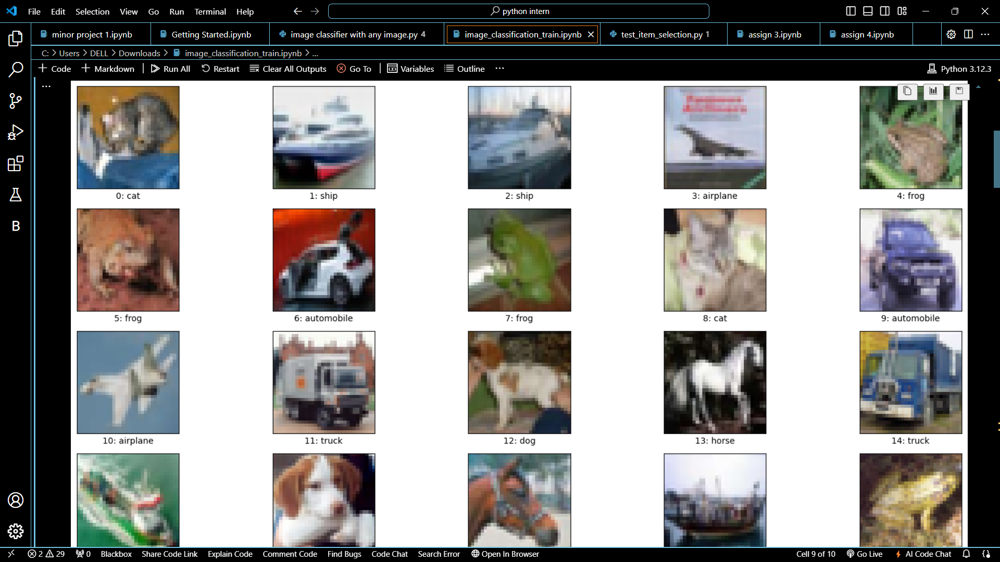 File Edit Selection View Go Run Terminal Help python intern
minor project 1.ipynb Getting Started.ipynb image classifier with any image.py 4 image_classification_train.ipynb test_item_selection.py 1 assign 3.ipynb assign 4.ipynb
C: > Users > DELL > Downloads > image_classification_train.ipynb > ...
+ Code + Markdown | Run All Restart Clear All Outputs Go To | Variables Outline ... Python 3.12.3
0: cat 1: ship 2: ship 3: airplane 4: frog
5: frog 6: automobile 7: frog 8: cat 9: automobile
10: airplane 11: truck 12: dog 13: horse 14: truck
B
2 29 0 Blackbox Share Code Link Explain Code Comment Code Find Bugs Code Chat Search Error Open In Browser Cell 9 of 10 Go Live AI Code Chat